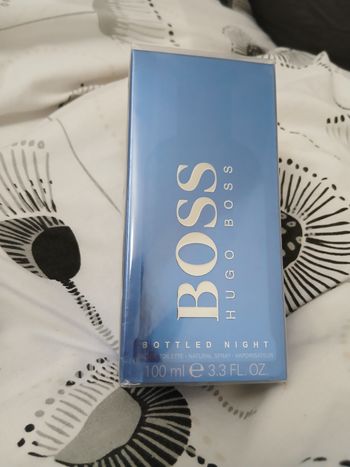 BOSS
HUGO BOSS
BOTTLED NIGHT
TOILETTE · NATURAL SPRAY · VAPORISATEUR
100 ml e 3.3 FL. OZ.